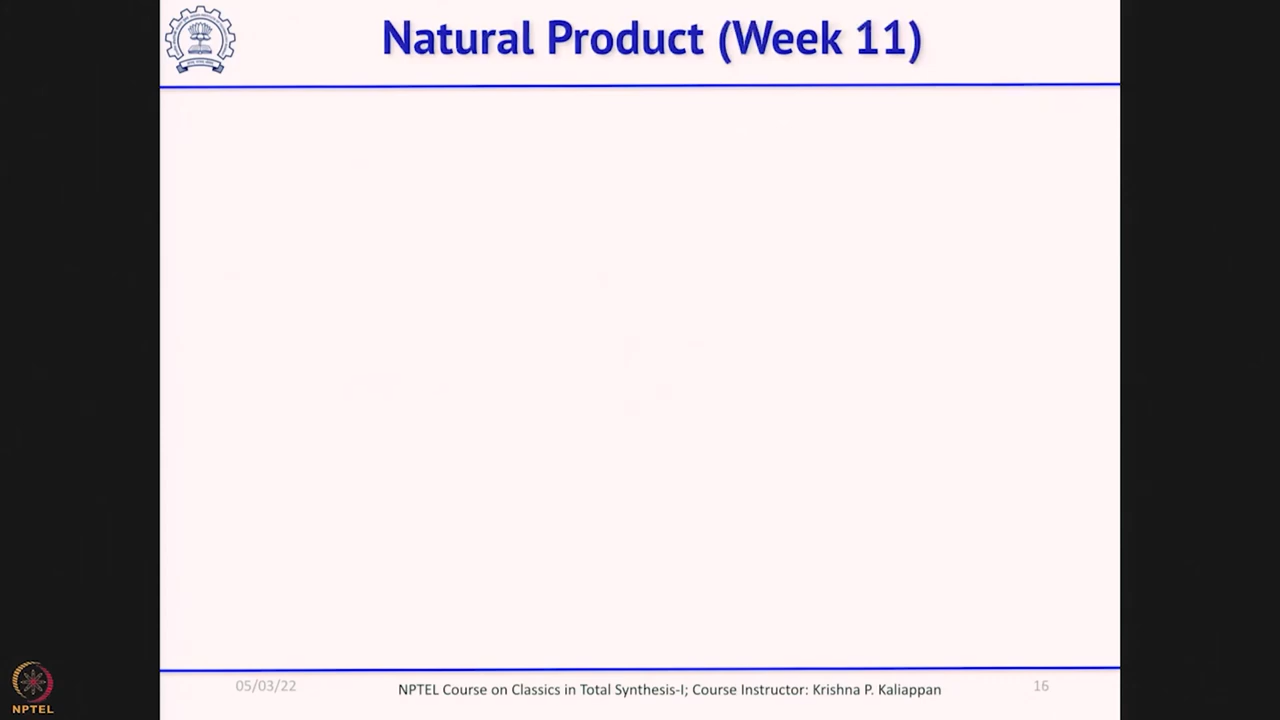 Natural Product (Week 11)
05/03/22
NPTEL Course on Classics in Total Synthesis-I; Course Instructor: Krishna P. Kaliappan
16
NPTEL